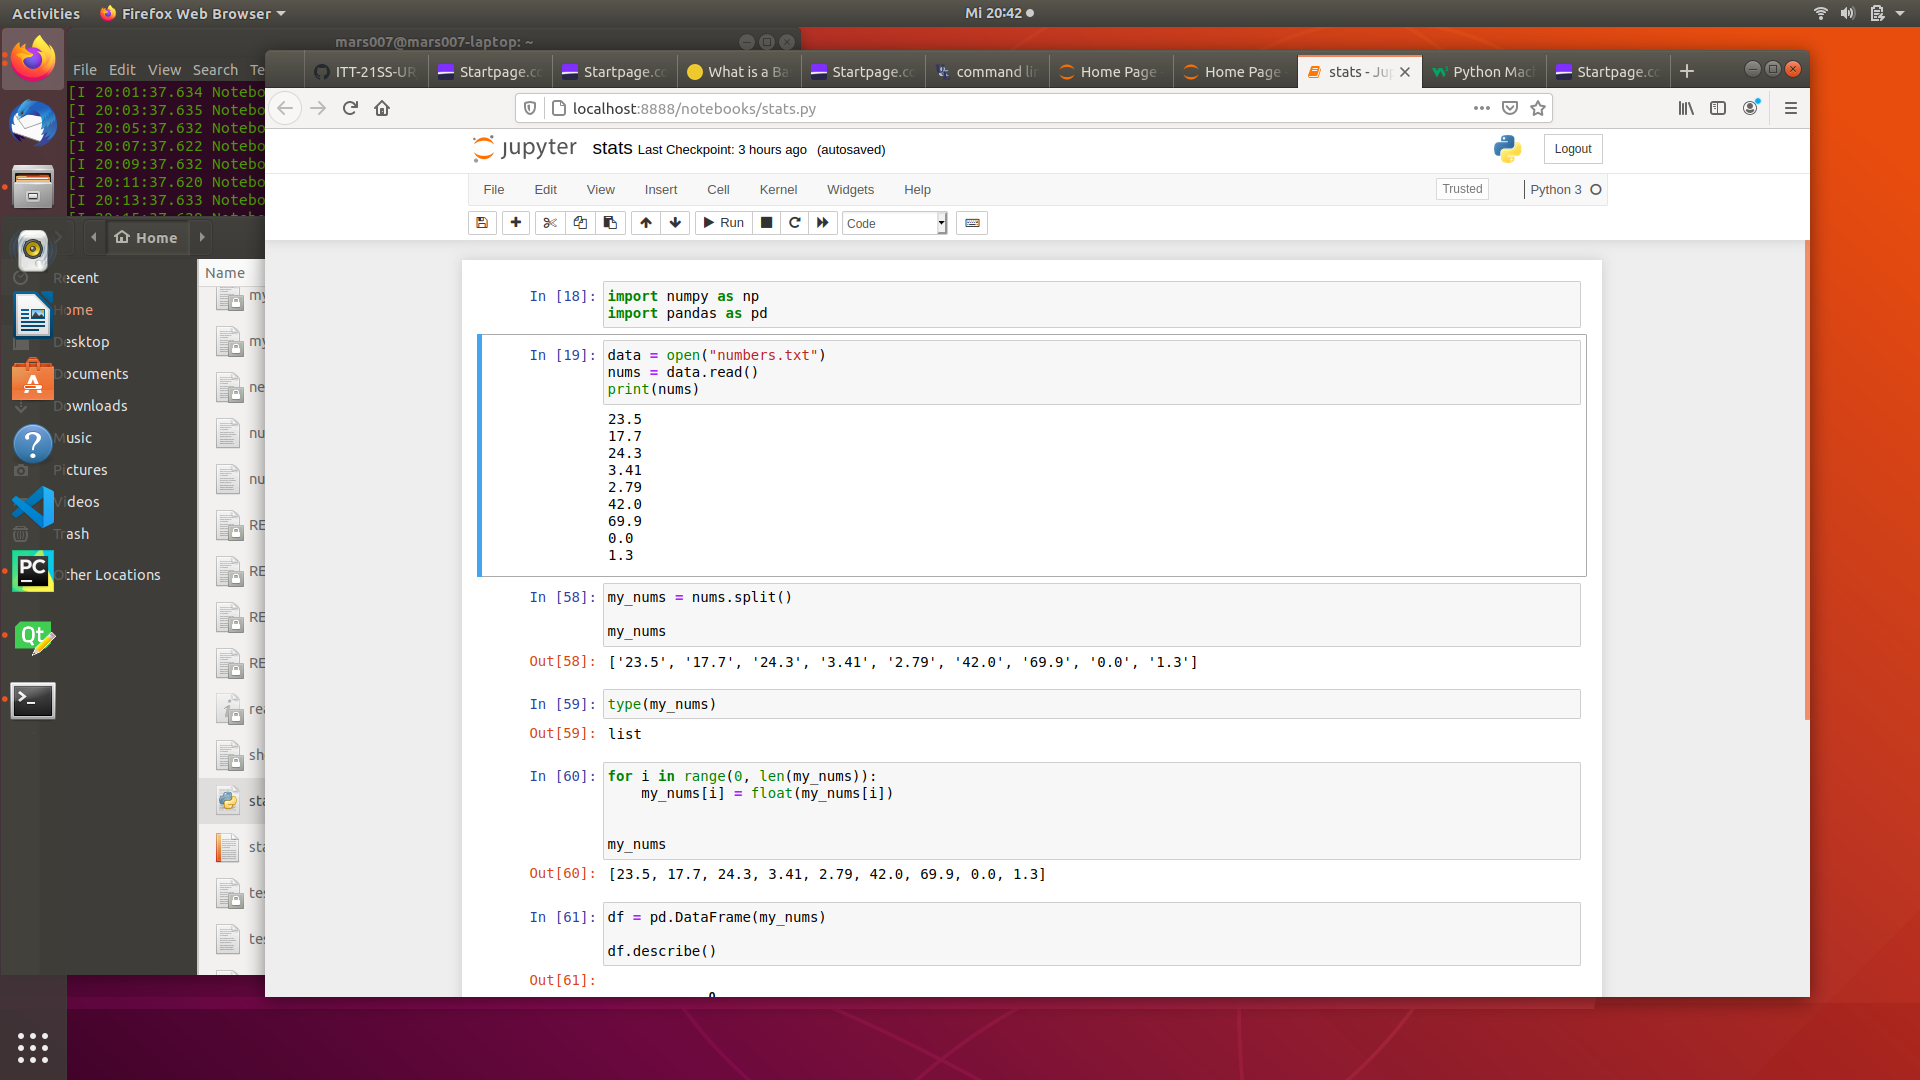 Activities
Firefox Web Browser
Mi 20:42
mars007@mars007-laptop: ~
File Edit View Search Te
[I 20:01:37.634 Notebo
[I 20:03:37.635 Notebo
[I 20:05:37.632 Notebo
[I 20:07:37.622 Notebo
[I 20:09:37.632 Notebo
[I 20:11:37.620 Notebo
[I 20:13:37.633 Notebo
Home
Recent
Home
Desktop
Documents
Downloads
Music
Pictures
Videos
Trash
Other Locations
Name
my
my
ne
nu
nu
RE
RE
RE
RE
rea
sh
sta
sta
tes
tes
ITT-21SS-UR
Startpage.co
Startpage.co
What is a Ba
Startpage.co
command lin
Home Page
Home Page
stats - Jup
Python Mach
Startpage.co
localhost:8888/notebooks/stats.py
jupyter stats Last Checkpoint: 3 hours ago (autosaved)
Logout
File Edit View Insert Cell Kernel Widgets Help
Trusted
Python 3
Run
Code
In [18]: import numpy as np
import pandas as pd
In [19]: data = open("numbers.txt")
nums = data.read()
print(nums)
23.5
17.7
24.3
3.41
2.79
42.0
69.9
0.0
1.3
In [58]: my_nums = nums.split()
my_nums
Out[58]: ['23.5', '17.7', '24.3', '3.41', '2.79', '42.0', '69.9', '0.0', '1.3']
In [59]: type(my_nums)
Out[59]: list
In [60]: for i in range(0, len(my_nums)):
my_nums[i] = float(my_nums[i])
my_nums
Out[60]: [23.5, 17.7, 24.3, 3.41, 2.79, 42.0, 69.9, 0.0, 1.3]
In [61]: df = pd.DataFrame(my_nums)
df.describe()
Out[61]:
0
PC
Qt